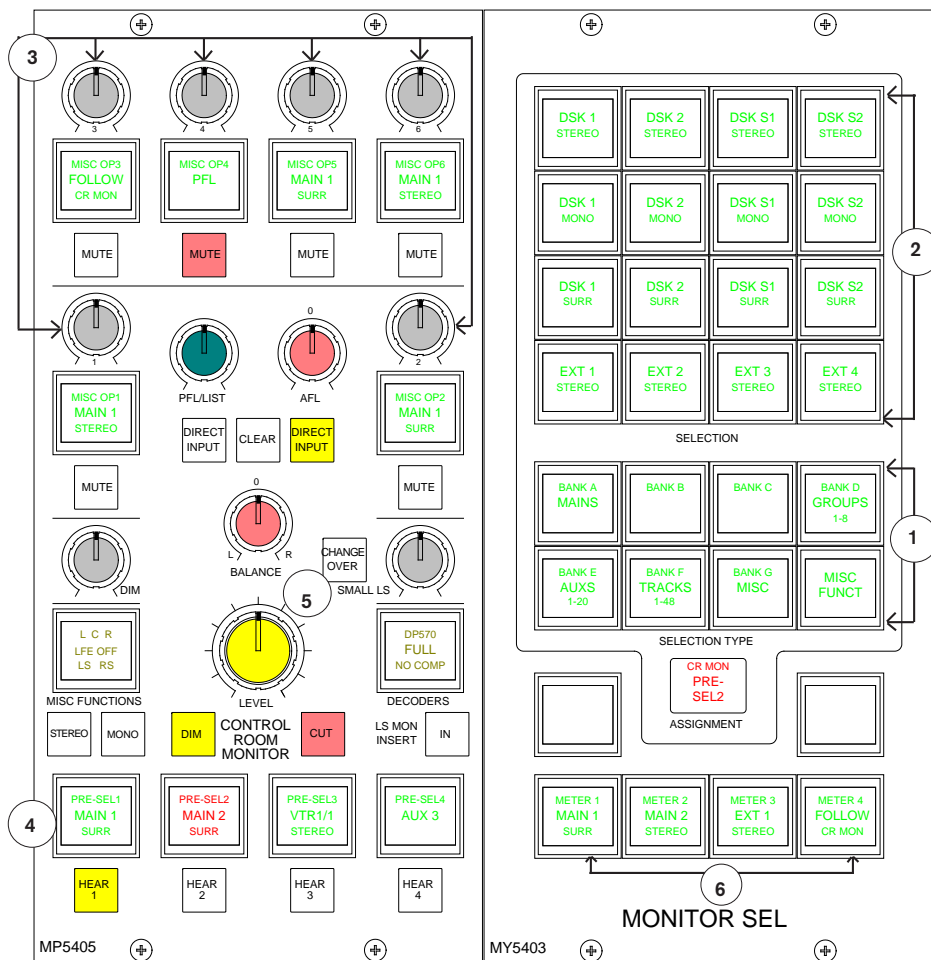 3
3
4
5
6
MISC OP3
FOLLOW
CR MON
MISC OP4
PFL
MISC OP5
MAIN 1
SURR
MISC OP6
MAIN 1
STEREO
MUTE
MUTE
MUTE
MUTE
1
0
2
PFL/LIST
AFL
MISC OP1
MAIN 1
STEREO
DIRECT
INPUT
CLEAR
DIRECT
INPUT
MISC OP2
MAIN 1
SURR
MUTE
MUTE
0
L
R
BALANCE
CHANGE
OVER
DIM
5
SMALL LS
L C R
LFE OFF
LS RS
MISC FUNCTIONS
LEVEL
DP570
FULL
NO COMP
DECODERS
STEREO
MONO
DIM
CONTROL
ROOM
MONITOR
CUT
LS MON
INSERT
IN
4
PRE-SEL1
MAIN 1
SURR
PRE-SEL2
MAIN 2
SURR
PRE-SEL3
VTR1/1
STEREO
PRE-SEL4
AUX 3
HEAR
1
HEAR
2
HEAR
3
HEAR
4
MP5405
DSK 1
STEREO
DSK 2
STEREO
DSK S1
STEREO
DSK S2
STEREO
DSK 1
MONO
DSK 2
MONO
DSK S1
MONO
DSK S2
MONO
2
DSK 1
SURR
DSK 2
SURR
DSK S1
SURR
DSK S2
SURR
EXT 1
STEREO
EXT 2
STEREO
EXT 3
STEREO
EXT 4
STEREO
SELECTION
BANK A
MAINS
BANK B
BANK C
BANK D
GROUPS
1-8
1
BANK E
AUXS
1-20
BANK F
TRACKS
1-48
BANK G
MISC
MISC
FUNCT
SELECTION TYPE
CR MON
PRE-
SEL2
ASSIGNMENT
METER 1
MAIN 1
SURR
METER 2
MAIN 2
STEREO
METER 3
EXT 1
STEREO
METER 4
FOLLOW
CR MON
6
MONITOR SEL
MY5403